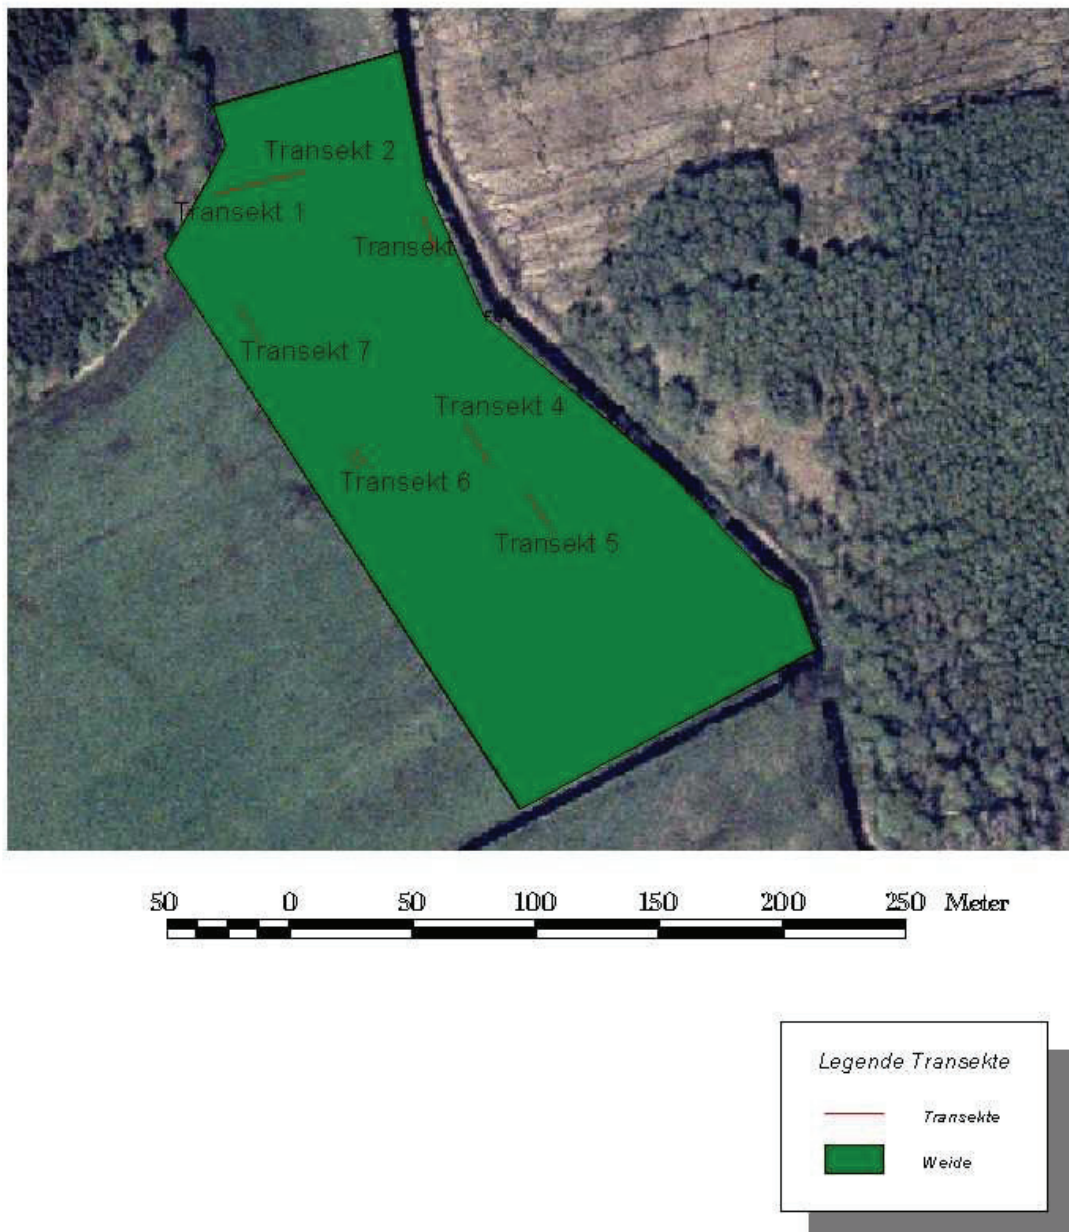 Transekt 2
Transekt 1
Transekt
Transekt 7
Transekt 4
Transekt 6
Transekt 5
50 0 50 100 150 200 250 Meter
Legende Transekte
Transekte
Weide